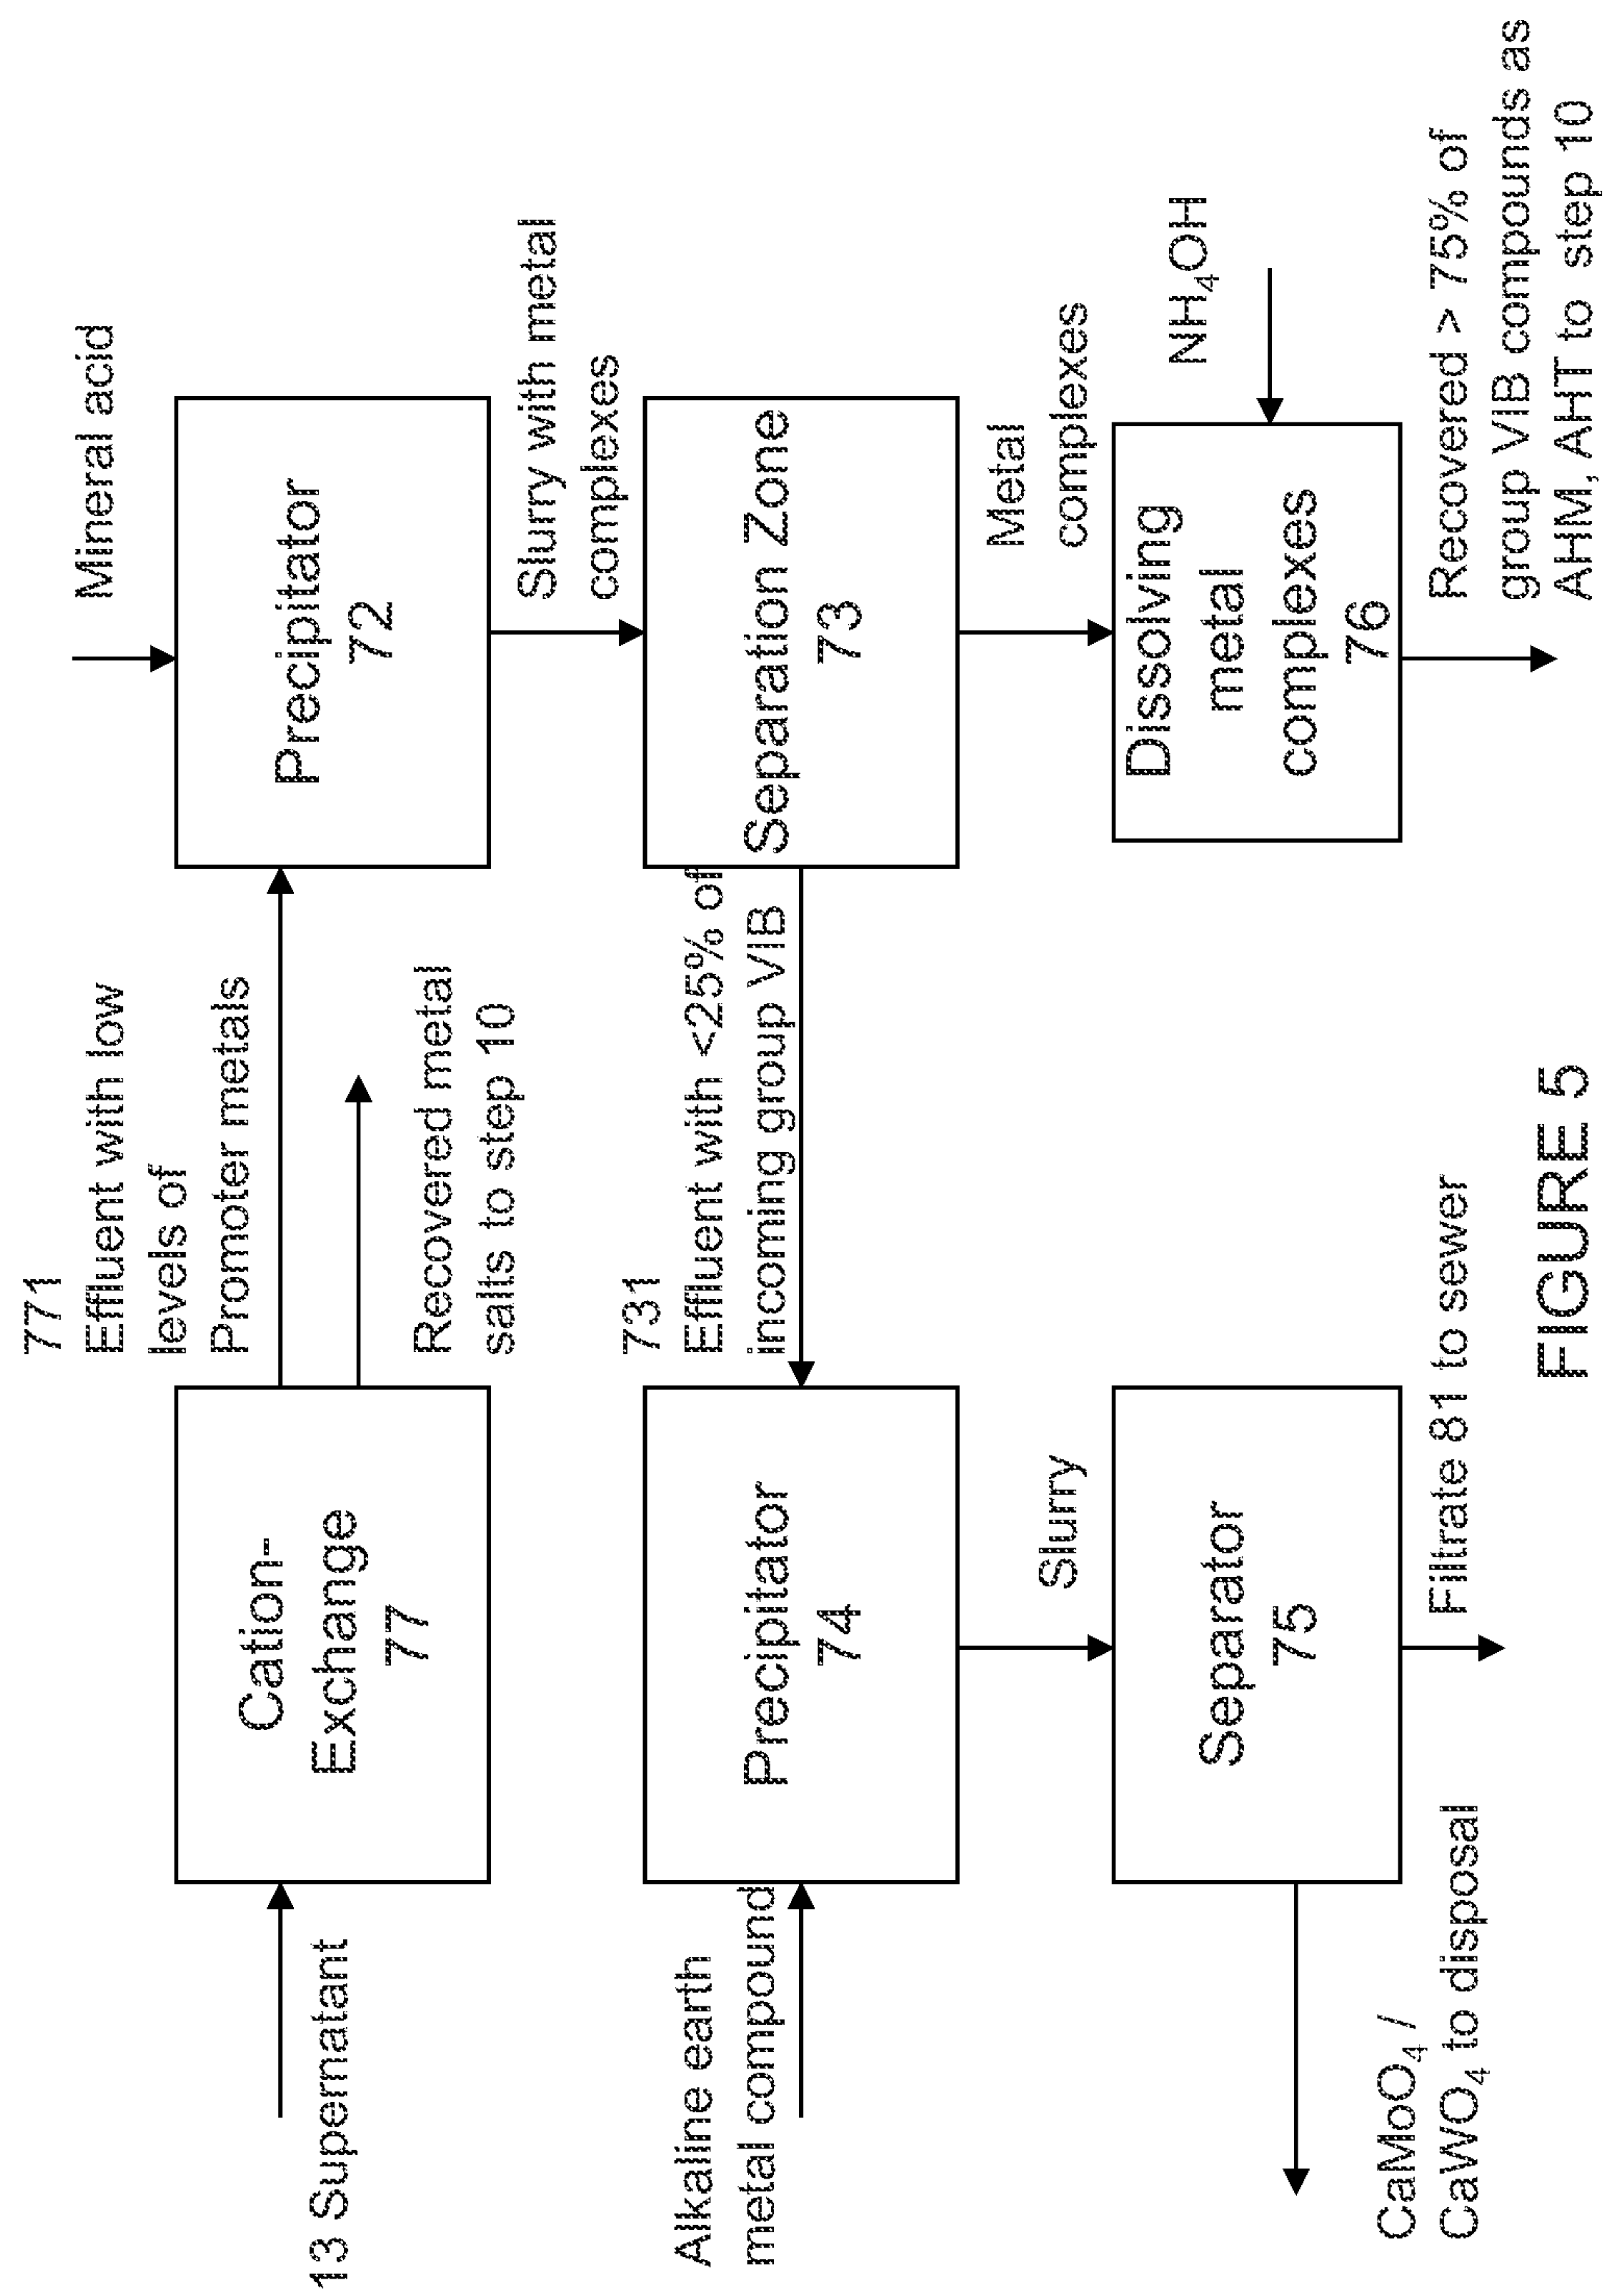 771
Effluent with low
levels of
Promoter metals
Mineral acid
13 Supernatant
Cation-
Exchange
77
Precipitator
72
Recovered metal
salts to step 10
Slurry with metal
complexes
731
Effluent with <25% of
incoming group VIB
Alkaline earth
metal compound
Precipitator
74
Separation Zone
73
Slurry
Metal
complexes
NH₄OH
Separator
75
Dissolving
metal
complexes
76
CaMoO₄ /
CaWO₄ to disposal
Filtrate 81 to sewer
Recovered > 75% of
group VIB compounds as
AHM, AHT to step 10
FIGURE 5